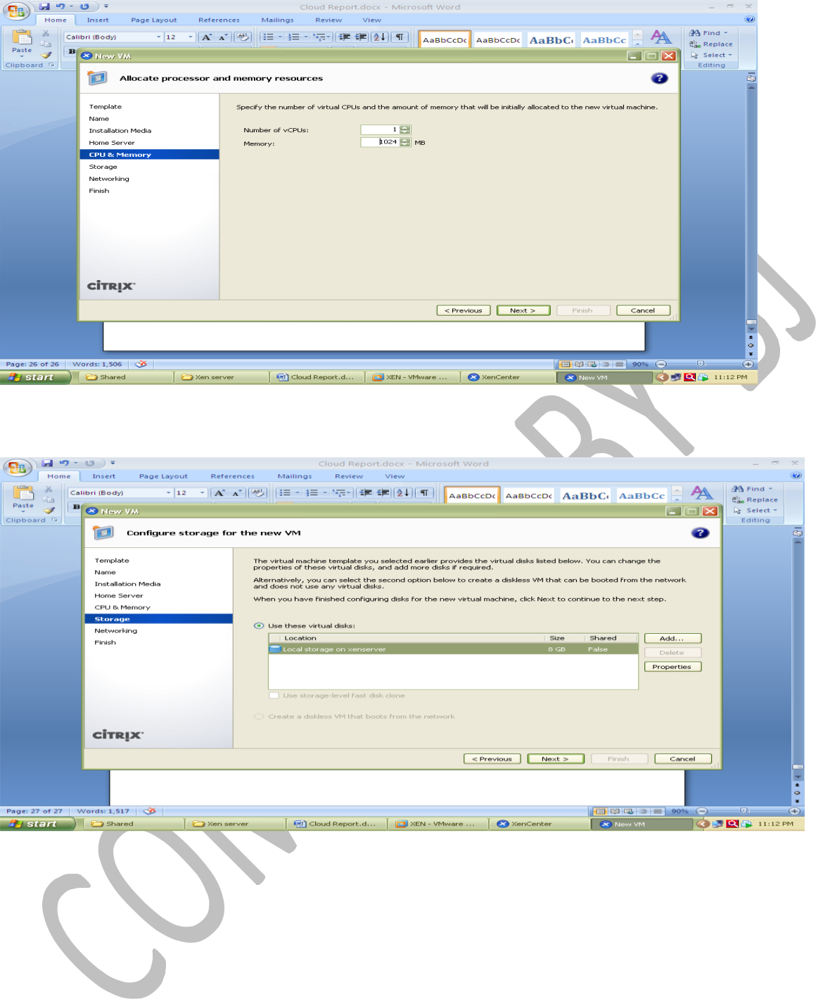 Cloud Report.docx - Microsoft Word
Home Insert Page Layout References Mailings Review View
Calibri (Body) 12 AaBbCcDc AaBbCcDc AaBbC AaBbCc Find
Paste Replace
B Select
Clipboard Editing
New VM
Allocate processor and memory resources
Template
Name
Installation Media
Home Server
CPU & Memory
Storage
Networking
Finish
Specify the number of virtual CPUs and the amount of memory that will be initially allocated to the new virtual machine.
Number of vCPUs: 1
Memory: 1024 MB
CITRIX
< Previous Next > Finish Cancel
Page: 26 of 26 Words: 1,506 90%
start Shared Xen server Cloud Report.d... XEN - VMware ... XenCenter New VM 11:12 PM
Cloud Report.docx - Microsoft Word
Home Insert Page Layout References Mailings Review View
Calibri (Body) 12 AaBbCcDc AaBbCcDc AaBbC AaBbCc Find
Paste Replace
B Select
Clipboard Editing
New VM
Configure storage for the new VM
Template
Name
Installation Media
Home Server
CPU & Memory
Storage
Networking
Finish
The virtual machine template you selected earlier provides the virtual disks listed below. You can change the
properties of these virtual disks, and add more disks if required.
Alternatively, you can select the second option below to create a diskless VM that can be booted from the network
and does not use any virtual disks.
When you have finished configuring disks for the new virtual machine, click Next to continue to the next step.
Use these virtual disks:
Location Size Shared Add...
Local storage on xenserver 8 GB False Delete
Properties
Use storage-level fast disk clone
Create a diskless VM that boots from the network
CITRIX
< Previous Next > Finish Cancel
Page: 27 of 27 Words: 1,517 90%
start Shared Xen server Cloud Report.d... XEN - VMware ... XenCenter New VM 11:12 PM
BY DJ